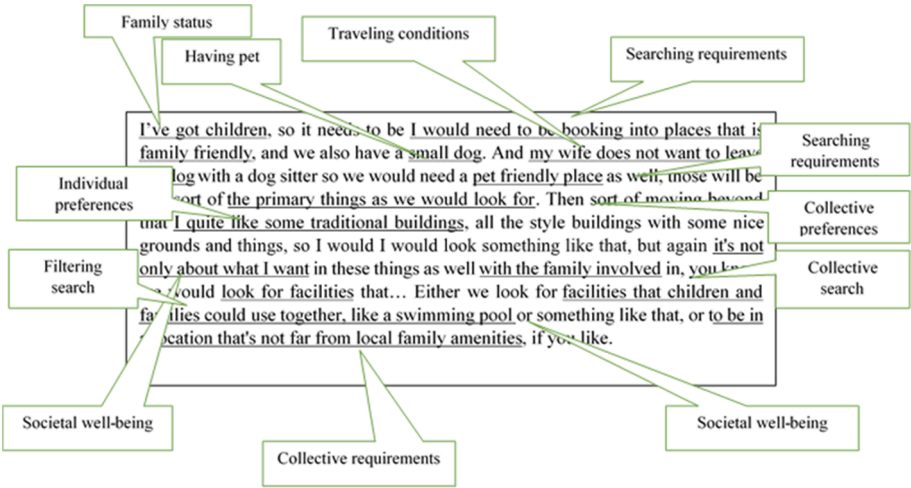 Family status
Traveling conditions
Having pet
Searching requirements
I've got children, so it needs to be I would need to be booking into places that is
family friendly, and we also have a small dog. And my wife does not want to leave
dog with a dog sitter so we would need a pet friendly place as well, those will be
sort of the primary things as we would look for. Then sort of moving beyond
that I quite like some traditional buildings, all the style buildings with some nice
grounds and things, so I would I would look something like that, but again it's not
only about what I want in these things as well with the family involved in, you
would look for facilities that… Either we look for facilities that children and
families could use together, like a swimming pool or something like that, or to be in
location that's not far from local family amenities, if you like.
Searching
requirements
Individual
preferences
Collective
preferences
Filtering
search
Collective
search
Societal well-being
Societal well-being
Collective requirements